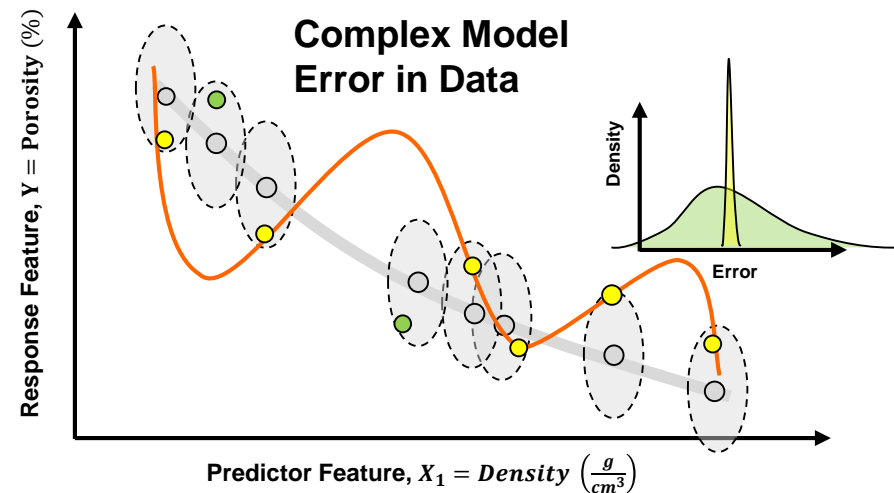 Complex Model
Error in Data
Response Feature, Y = Porosity (%)
Density
Error
Predictor Feature, X₁ = Density (g/cm³)